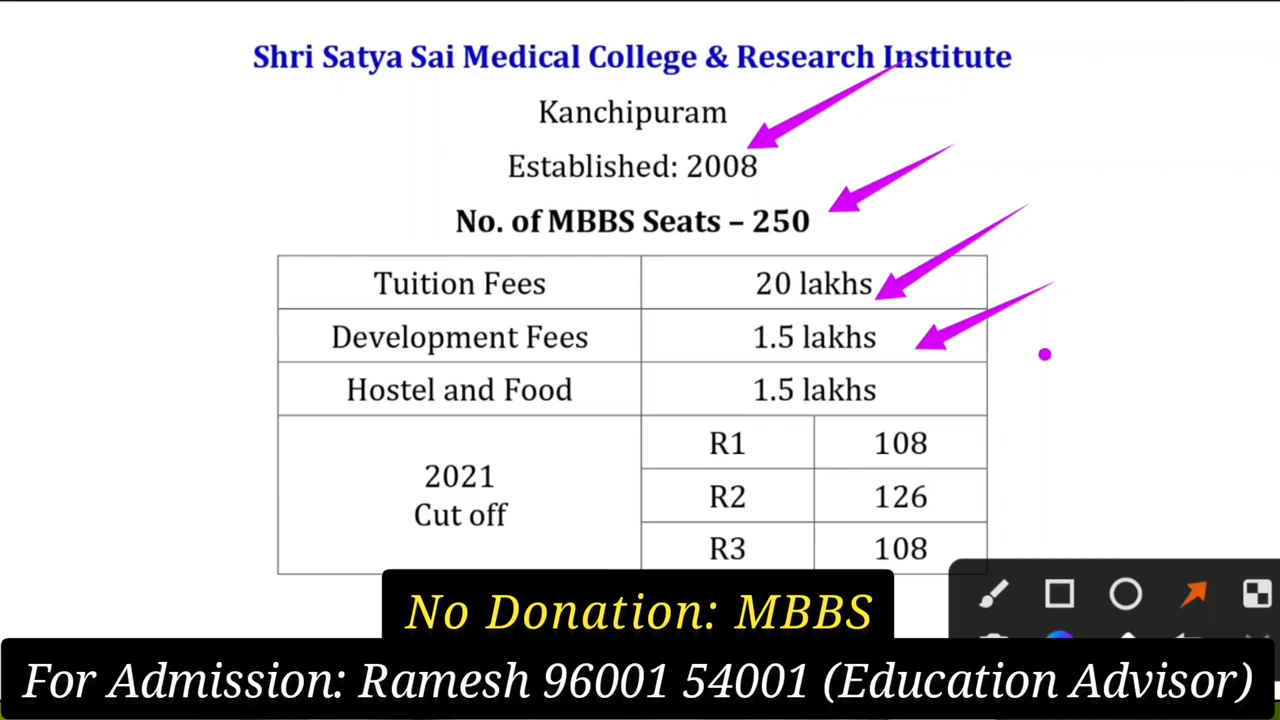 Shri Satya Sai Medical College & Research Institute
Kanchipuram
Established: 2008
No. of MBBS Seats – 250
Tuition Fees 20 lakhs
Development Fees 1.5 lakhs
Hostel and Food 1.5 lakhs
2021 Cut off
R1 108
R2 126
R3 108
No Donation: MBBS
For Admission: Ramesh 96001 54001 (Education Advisor)